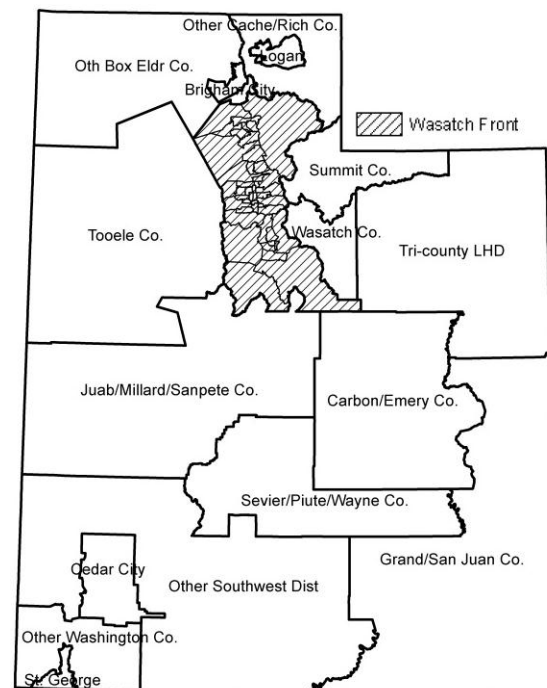 Other Cache/Rich Co.
Logan
Oth Box Eldr Co.
Brigham City
Wasatch Front
Summit Co.
Wasatch Co.
Tooele Co.
Tri-county LHD
Juab/Millard/Sanpete Co.
Carbon/Emery Co.
Sevier/Piute/Wayne Co.
Grand/San Juan Co.
Cedar City
Other Southwest Dist
Other Washington Co.
St. George